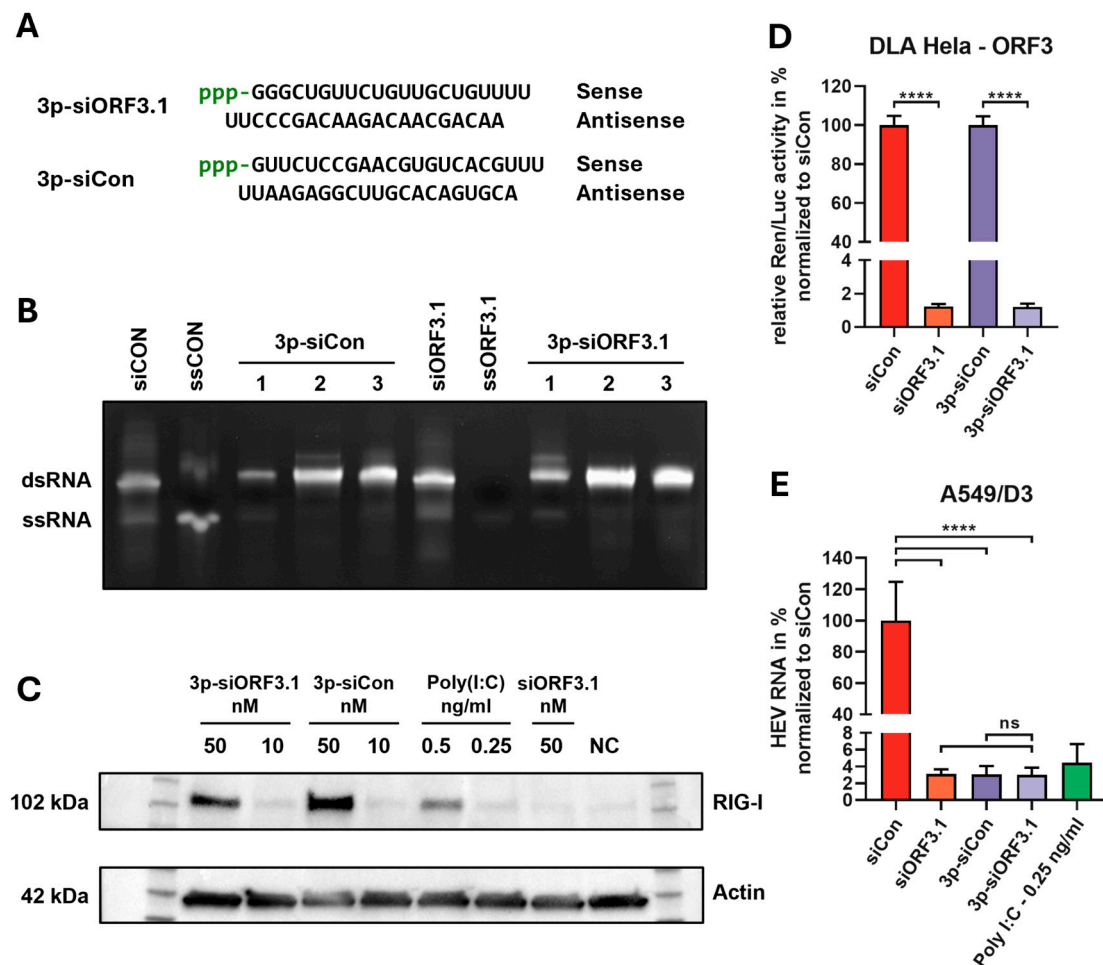 A
3p-siORF3.1
ppp-GGGCUGUUCUGUUGCUGUUUU Sense
UUCCCGACAAGACAACGACAA Antisense
3p-siCon
ppp-GUUCUCCGAACGUGUCACGUUU Sense
UUAAGAGGCUUGCACAGUGCA Antisense
B
siCON
ssCON
3p-siCon
1 2 3
siORF3.1
ssORF3.1
3p-siORF3.1
1 2 3
dsRNA
ssRNA
C
3p-siORF3.1
nM
3p-siCon
nM
Poly(I:C)
ng/ml
siORF3.1
nM
50 10 50 10 0.5 0.25 50 NC
102 kDa
RIG-I
42 kDa
Actin
D
DLA Hela - ORF3
relative Ren/Luc activity in %
normalized to siCon
120
100
80
60
40
4
2
0
**** ****
siCon
siORF3.1
3p-siCon
3p-siORF3.1
E
A549/D3
HEV RNA in %
normalized to siCon
140
120
100
80
60
40
8
6
4
2
0
****
ns
siCon
siORF3.1
3p-siCon
3p-siORF3.1
Poly I:C - 0.25 ng/ml